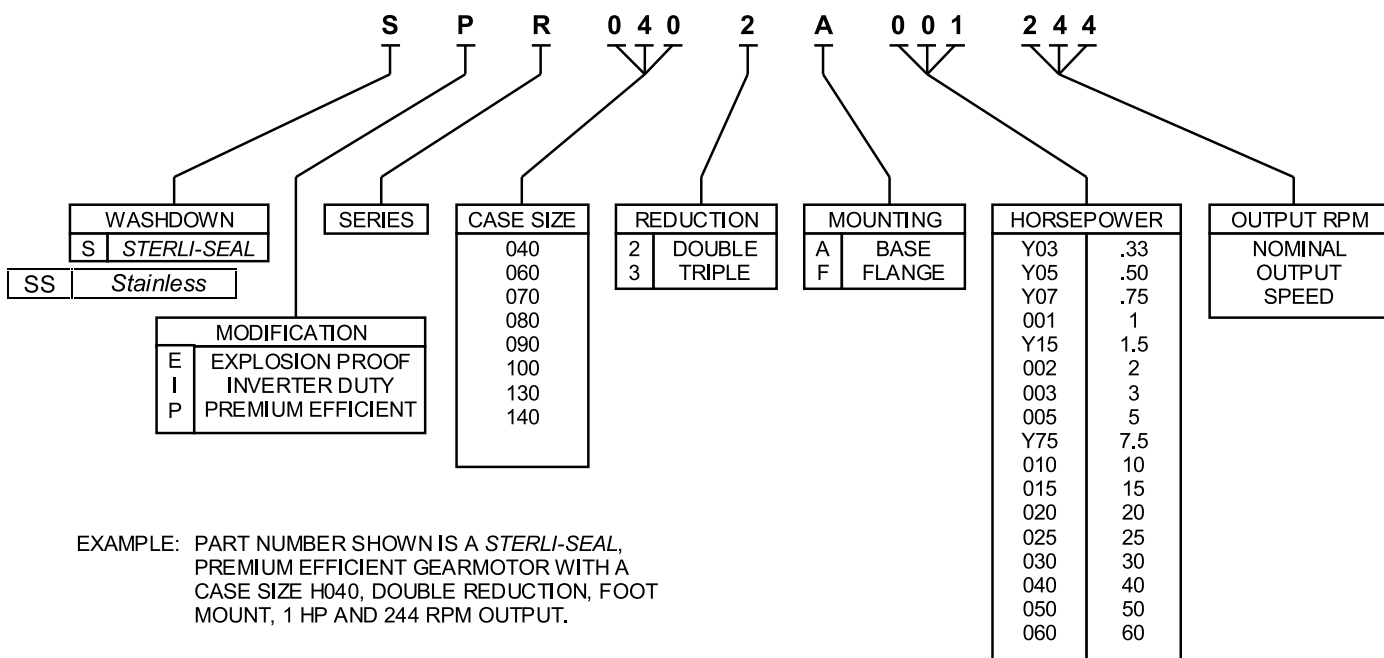 S P R 0 4 0 2 A 0 0 1 2 4 4
WASHDOWN
S STERLI-SEAL
SS Stainless
MODIFICATION
E EXPLOSION PROOF
I INVERTER DUTY
P PREMIUM EFFICIENT
SERIES
CASE SIZE
040
060
070
080
090
100
130
140
REDUCTION
2 DOUBLE
3 TRIPLE
MOUNTING
A BASE
F FLANGE
HORSEPOWER
Y03 .33
Y05 .50
Y07 .75
001 1
Y15 1.5
002 2
003 3
005 5
Y75 7.5
010 10
015 15
020 20
025 25
030 30
040 40
050 50
060 60
OUTPUT RPM
NOMINAL
OUTPUT
SPEED
EXAMPLE: PART NUMBER SHOWN IS A STERLI-SEAL,
PREMIUM EFFICIENT GEARMOTOR WITH A
CASE SIZE H040, DOUBLE REDUCTION, FOOT
MOUNT, 1 HP AND 244 RPM OUTPUT.